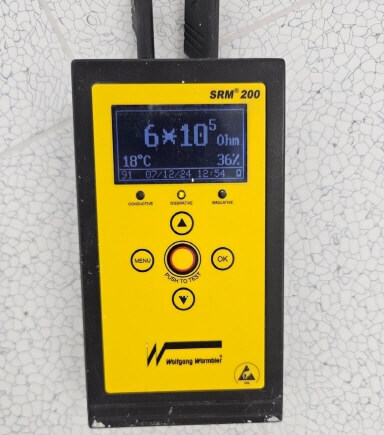 SRM® 200
6*10⁵ Ohm
18°C 36%
91 07/12/24 12:54
CONDUCTIVE DISSIPATIVE INSULATIVE
MENU OK
PUSH TO TEST
Wolfgang Warmbier